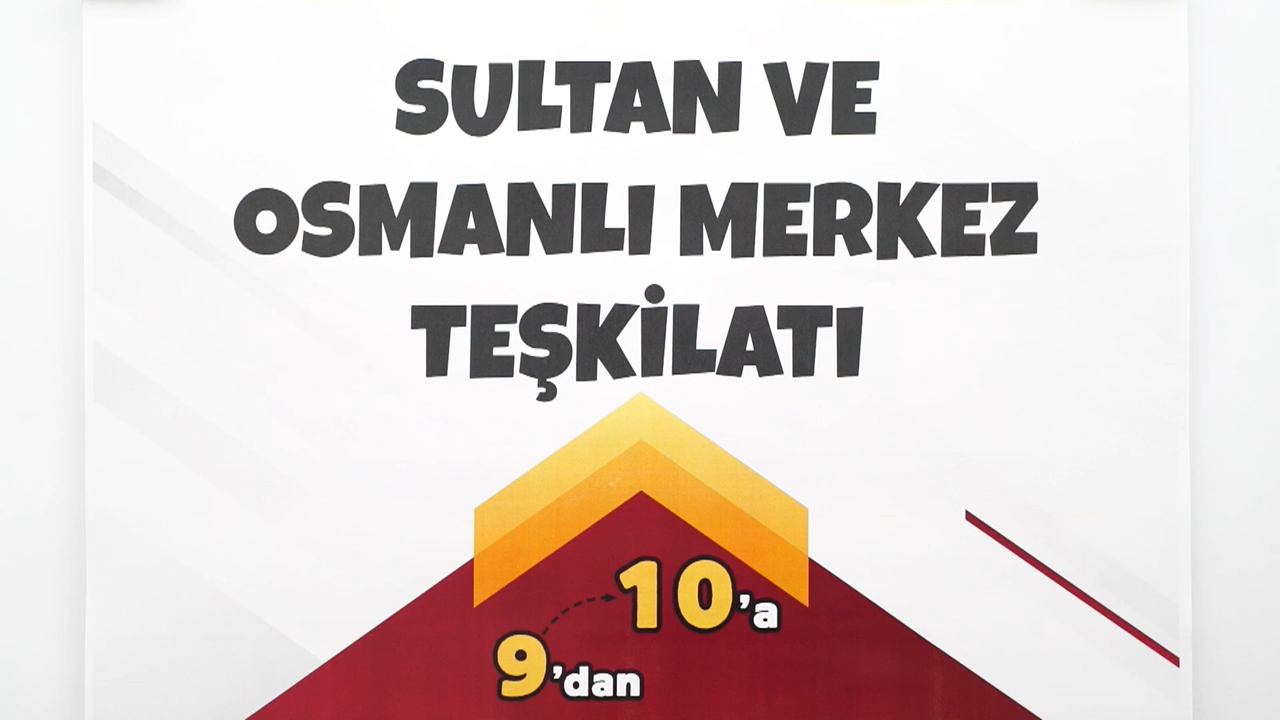 SULTAN VE
OSMANLI MERKEZ
TEŞKİLATI
10'a
9'dan